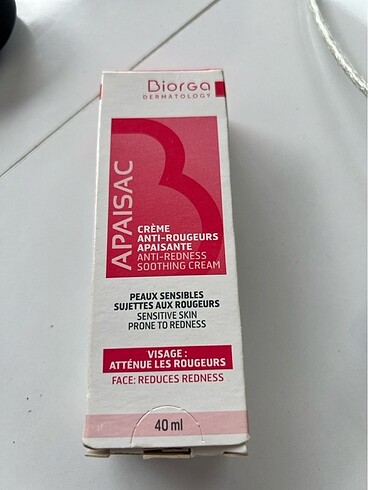 Biorga
DERMATOLOGY
APAISAC
CRÈME
ANTI-ROUGEURS
APAISANTE
ANTI-REDNESS
SOOTHING CREAM
PEAUX SENSIBLES
SUJETTES AUX ROUGEURS
SENSITIVE SKIN
PRONE TO REDNESS
VISAGE :
ATTÉNUE LES ROUGEURS
FACE: REDUCES REDNESS
40 ml